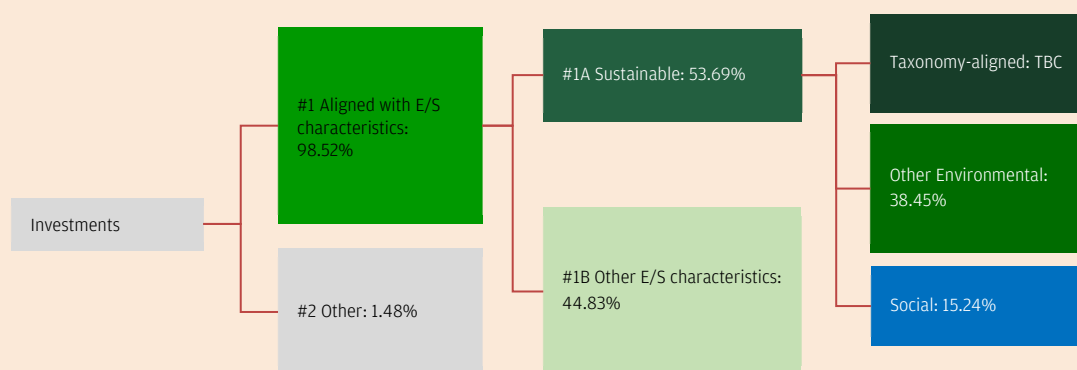 Investments
#1 Aligned with E/S
characteristics:
98.52%
#2 Other: 1.48%
#1A Sustainable: 53.69%
#1B Other E/S characteristics:
44.83%
Taxonomy-aligned: TBC
Other Environmental:
38.45%
Social: 15.24%